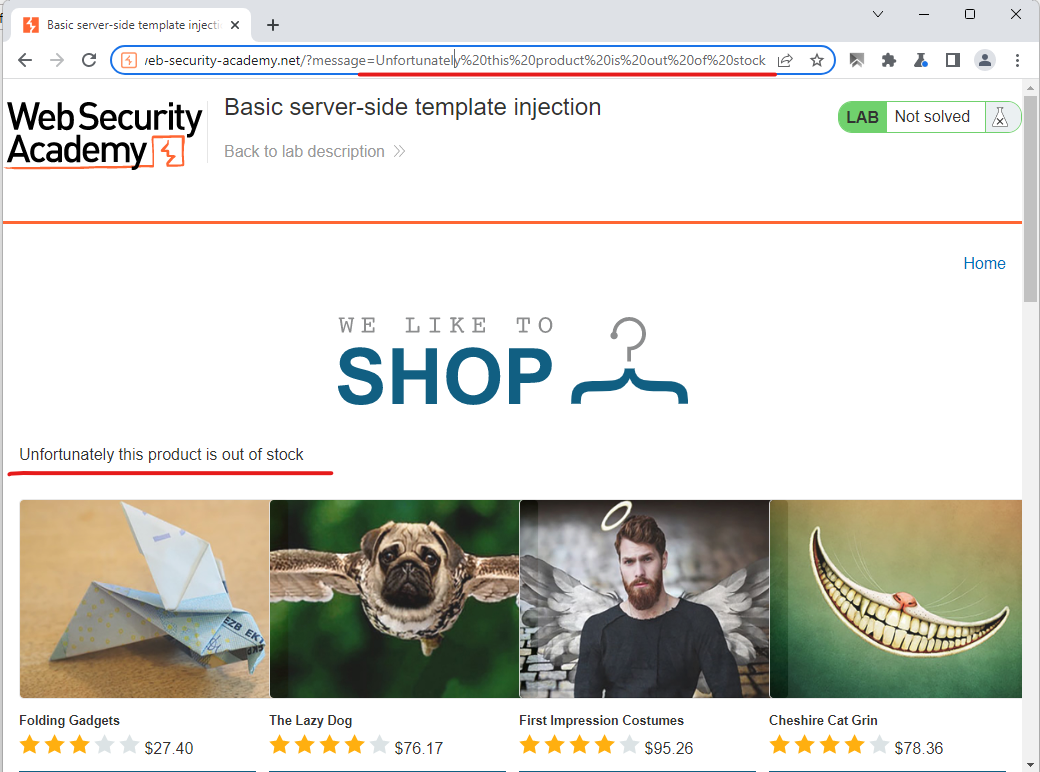 Basic server-side template injecti
web-security-academy.net/?message=Unfortunately%20this%20product%20is%20out%20of%20stock
Web Security
Academy
Basic server-side template injection
Back to lab description
LAB Not solved
Home
WE LIKE TO
SHOP
Unfortunately this product is out of stock
EZB EKT
Folding Gadgets
$27.40
The Lazy Dog
$76.17
First Impression Costumes
$95.26
Cheshire Cat Grin
$78.36